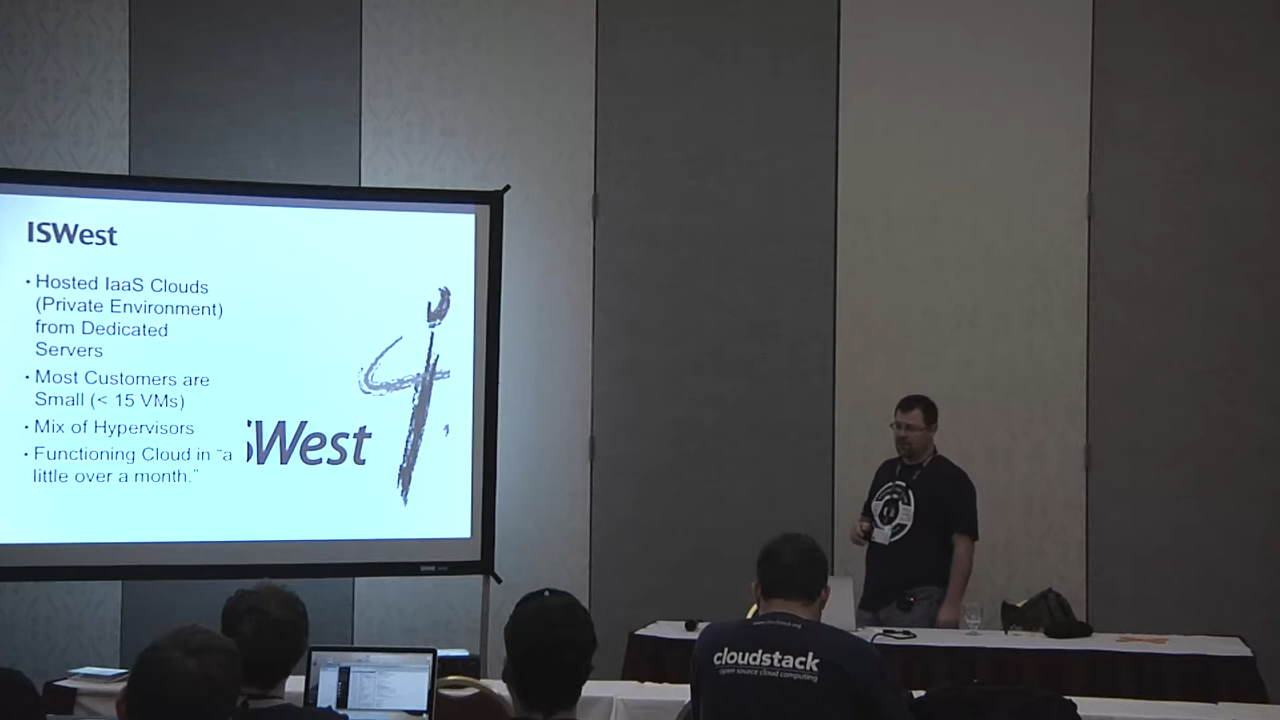 ISWest
• Hosted IaaS Clouds
(Private Environment)
from Dedicated
Servers
• Most Customers are
Small (< 15 VMs)
• Mix of Hypervisors
• Functioning Cloud in “a
little over a month.”
SWest
cloudstack
open source cloud computing